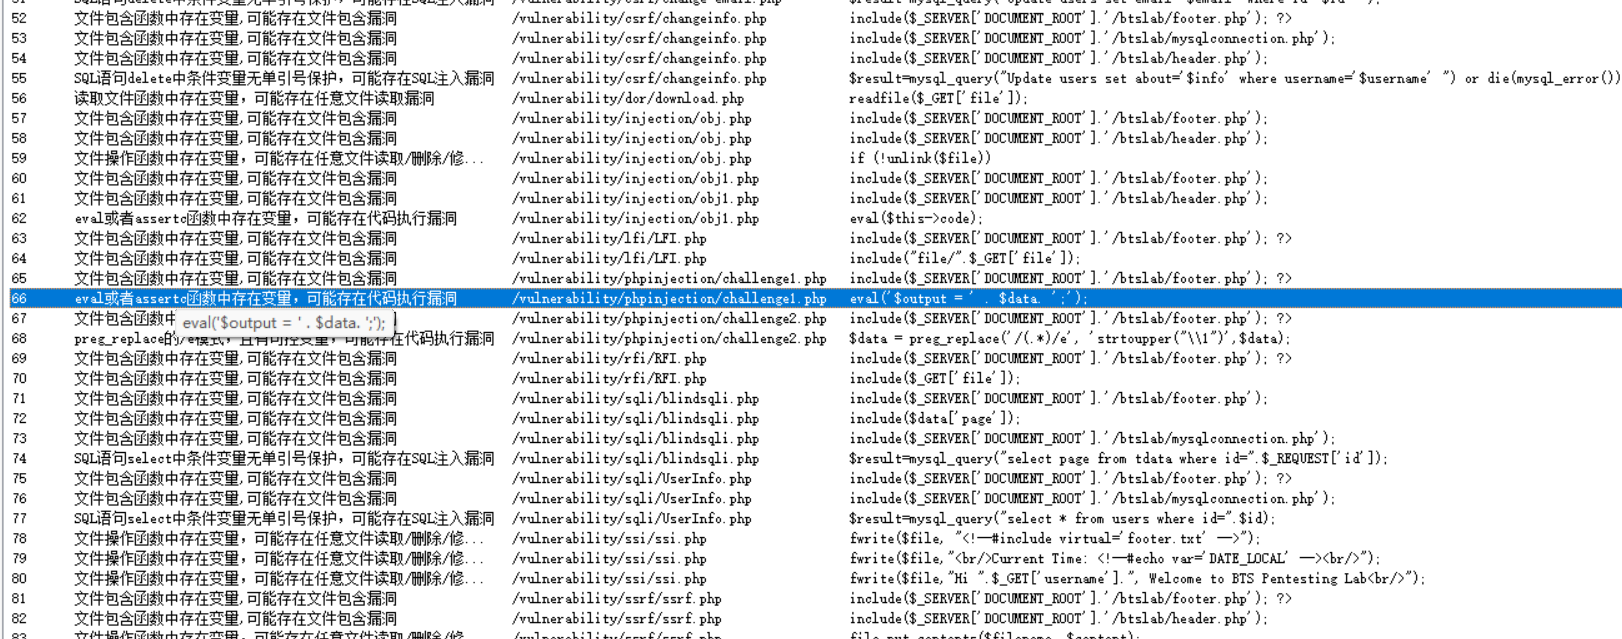 52 文件包含函数中存在变量,可能存在文件包含漏洞 /vulnerability/csrf/changeinfo.php include($_SERVER['DOCUMENT_ROOT'].'/btslab/footer.php'); ?>
53 文件包含函数中存在变量,可能存在文件包含漏洞 /vulnerability/csrf/changeinfo.php include($_SERVER['DOCUMENT_ROOT'].'/btslab/mysqlconnection.php');
54 文件包含函数中存在变量,可能存在文件包含漏洞 /vulnerability/csrf/changeinfo.php include($_SERVER['DOCUMENT_ROOT'].'/btslab/header.php');
55 SQL语句delete中条件变量无单引号保护，可能存在SQL注入漏洞 /vulnerability/csrf/changeinfo.php $result=mysql_query("Update users set about='$info' where username='$username' ") or die(mysql_error())
56 读取文件函数中存在变量，可能存在任意文件读取漏洞 /vulnerability/dor/download.php readfile($_GET['file']);
57 文件包含函数中存在变量,可能存在文件包含漏洞 /vulnerability/injection/obj.php include($_SERVER['DOCUMENT_ROOT'].'/btslab/footer.php');
58 文件包含函数中存在变量,可能存在文件包含漏洞 /vulnerability/injection/obj.php include($_SERVER['DOCUMENT_ROOT'].'/btslab/header.php');
59 文件操作函数中存在变量，可能存在任意文件读取/删除/修... /vulnerability/injection/obj.php if (!unlink($file))
60 文件包含函数中存在变量,可能存在文件包含漏洞 /vulnerability/injection/obj1.php include($_SERVER['DOCUMENT_ROOT'].'/btslab/footer.php');
61 文件包含函数中存在变量,可能存在文件包含漏洞 /vulnerability/injection/obj1.php include($_SERVER['DOCUMENT_ROOT'].'/btslab/header.php');
62 eval或者assertc函数中存在变量，可能存在代码执行漏洞 /vulnerability/injection/obj1.php eval($this->code);
63 文件包含函数中存在变量,可能存在文件包含漏洞 /vulnerability/lfi/LFI.php include($_SERVER['DOCUMENT_ROOT'].'/btslab/footer.php'); ?>
64 文件包含函数中存在变量,可能存在文件包含漏洞 /vulnerability/lfi/LFI.php include("file/".$_GET['file']);
65 文件包含函数中存在变量,可能存在文件包含漏洞 /vulnerability/phpinjection/challenge1.php include($_SERVER['DOCUMENT_ROOT'].'/btslab/footer.php'); ?>
66 eval或者assertc函数中存在变量，可能存在代码执行漏洞 /vulnerability/phpinjection/challenge1.php eval('$output = ' . $data. ';');
67 文件包含函 /vulnerability/phpinjection/challenge2.php include($_SERVER['DOCUMENT_ROOT'].'/btslab/footer.php'); ?>
eval('$output = ' . $data. ';');
68 preg_replace的/e模式，且有可控变量，可能存在代码执行漏洞 /vulnerability/phpinjection/challenge2.php $data = preg_replace('/(.*)/e', 'strtoupper("\\1")',$data);
69 文件包含函数中存在变量,可能存在文件包含漏洞 /vulnerability/rfi/RFI.php include($_SERVER['DOCUMENT_ROOT'].'/btslab/footer.php'); ?>
70 文件包含函数中存在变量,可能存在文件包含漏洞 /vulnerability/rfi/RFI.php include($_GET['file']);
71 文件包含函数中存在变量,可能存在文件包含漏洞 /vulnerability/sqli/blindsqli.php include($_SERVER['DOCUMENT_ROOT'].'/btslab/footer.php');
72 文件包含函数中存在变量,可能存在文件包含漏洞 /vulnerability/sqli/blindsqli.php include($data['page']);
73 文件包含函数中存在变量,可能存在文件包含漏洞 /vulnerability/sqli/blindsqli.php include($_SERVER['DOCUMENT_ROOT'].'/btslab/mysqlconnection.php');
74 SQL语句select中条件变量无单引号保护，可能存在SQL注入漏洞 /vulnerability/sqli/blindsqli.php $result=mysql_query("select page from tdata where id=".$_REQUEST['id']);
75 文件包含函数中存在变量,可能存在文件包含漏洞 /vulnerability/sqli/UserInfo.php include($_SERVER['DOCUMENT_ROOT'].'/btslab/footer.php'); ?>
76 文件包含函数中存在变量,可能存在文件包含漏洞 /vulnerability/sqli/UserInfo.php include($_SERVER['DOCUMENT_ROOT'].'/btslab/mysqlconnection.php');
77 SQL语句select中条件变量无单引号保护，可能存在SQL注入漏洞 /vulnerability/sqli/UserInfo.php $result=mysql_query("select * from users where id=".$id);
78 文件操作函数中存在变量，可能存在任意文件读取/删除/修... /vulnerability/ssi/ssi.php fwrite($file, "<!--#include virtual='footer.txt' -->");
79 文件操作函数中存在变量，可能存在任意文件读取/删除/修... /vulnerability/ssi/ssi.php fwrite($file,"<br/>Current Time: <!--#echo var='DATE_LOCAL' --><br/>");
80 文件操作函数中存在变量，可能存在任意文件读取/删除/修... /vulnerability/ssi/ssi.php fwrite($file,"Hi ".$_GET['username'].", Welcome to BTS Pentesting Lab<br/>");
81 文件包含函数中存在变量,可能存在文件包含漏洞 /vulnerability/ssrf/ssrf.php include($_SERVER['DOCUMENT_ROOT'].'/btslab/footer.php'); ?>
82 文件包含函数中存在变量,可能存在文件包含漏洞 /vulnerability/ssrf/ssrf.php include($_SERVER['DOCUMENT_ROOT'].'/btslab/header.php');